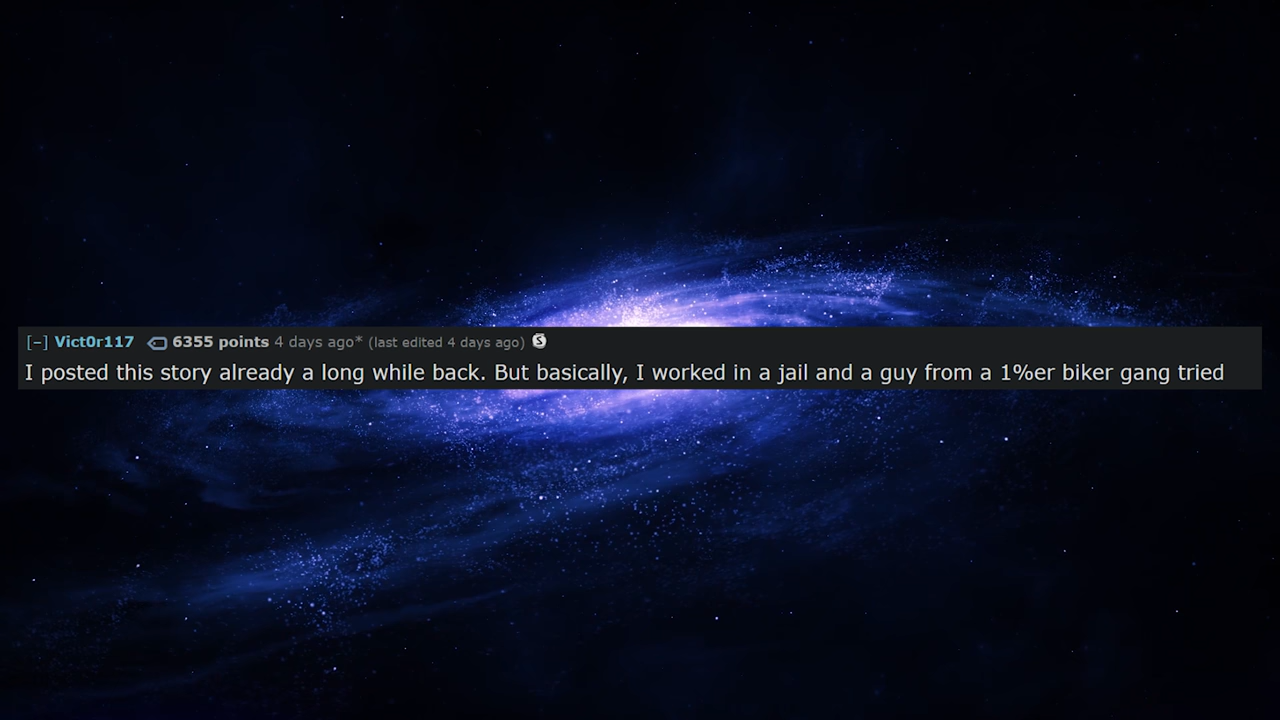 [–] Vict0r117 6355 points 4 days ago* (last edited 4 days ago) S
I posted this story already a long while back. But basically, I worked in a jail and a guy from a 1%er biker gang tried